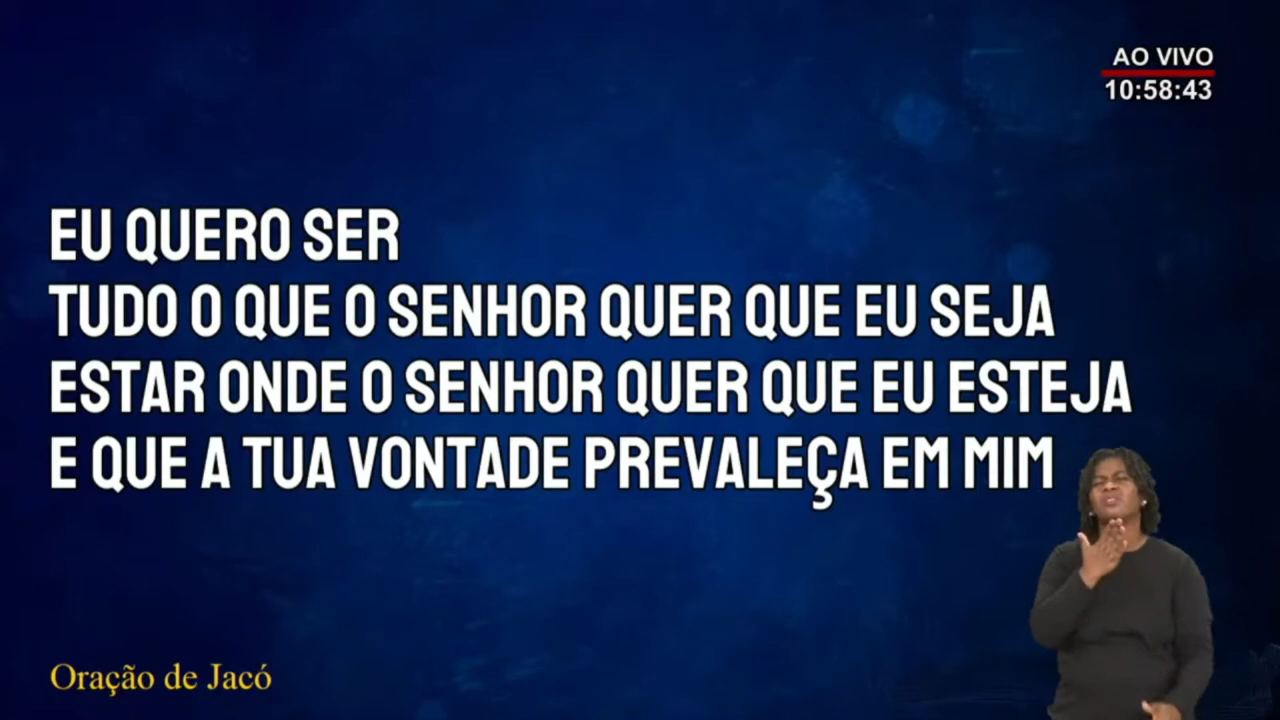 AO VIVO
10:58:43
EU QUERO SER
TUDO O QUE O SENHOR QUER QUE EU SEJA
ESTAR ONDE O SENHOR QUER QUE EU ESTEJA
E QUE A TUA VONTADE PREVALEÇA EM MIM
Oração de Jacó